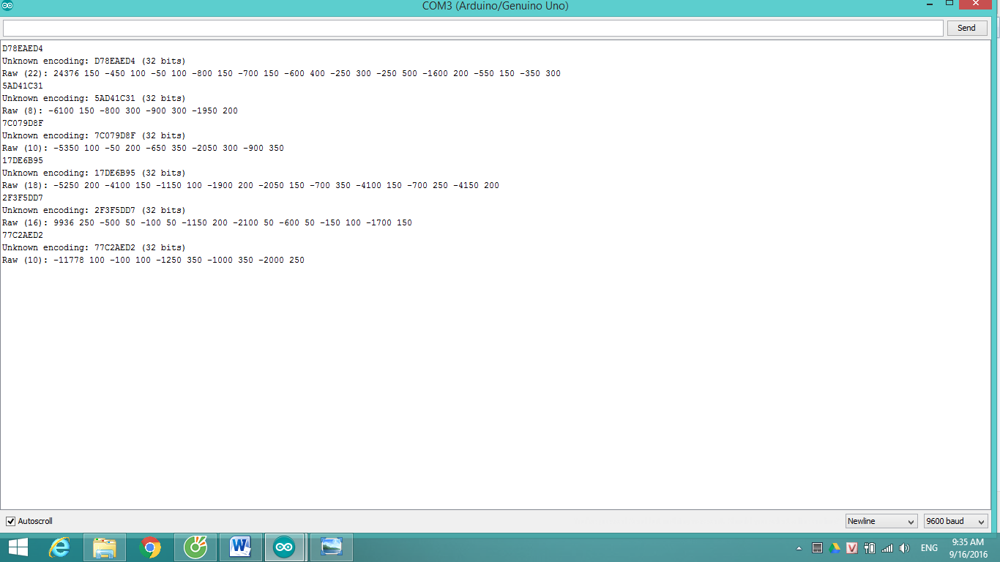 COM3 (Arduino/Genuino Uno)
Send
D78EAED4
Unknown encoding: D78EAED4 (32 bits)
Raw (22): 24376 150 -450 100 -50 100 -800 150 -700 150 -600 400 -250 300 -250 500 -1600 200 -550 150 -350 300
5AD41C31
Unknown encoding: 5AD41C31 (32 bits)
Raw (8): -6100 150 -800 300 -900 300 -1950 200
7C079D8F
Unknown encoding: 7C079D8F (32 bits)
Raw (10): -5350 100 -50 200 -650 350 -2050 300 -900 350
17DE6B95
Unknown encoding: 17DE6B95 (32 bits)
Raw (18): -5250 200 -4100 150 -1150 100 -1900 200 -2050 150 -700 350 -4100 150 -700 250 -4150 200
2F3F5DD7
Unknown encoding: 2F3F5DD7 (32 bits)
Raw (16): 9936 250 -500 50 -100 50 -1150 200 -2100 50 -600 50 -150 100 -1700 150
77C2AED2
Unknown encoding: 77C2AED2 (32 bits)
Raw (10): -11778 100 -100 100 -1250 350 -1000 350 -2000 250
Autoscroll
Newline
9600 baud
ENG
9:35 AM
9/16/2016